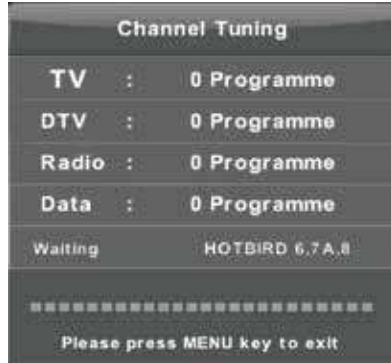 Channel Tuning
TV : 0 Programme
DTV : 0 Programme
Radio : 0 Programme
Data : 0 Programme
Waiting HOTBIRD 6,7A,8
Please press MENU key to exit